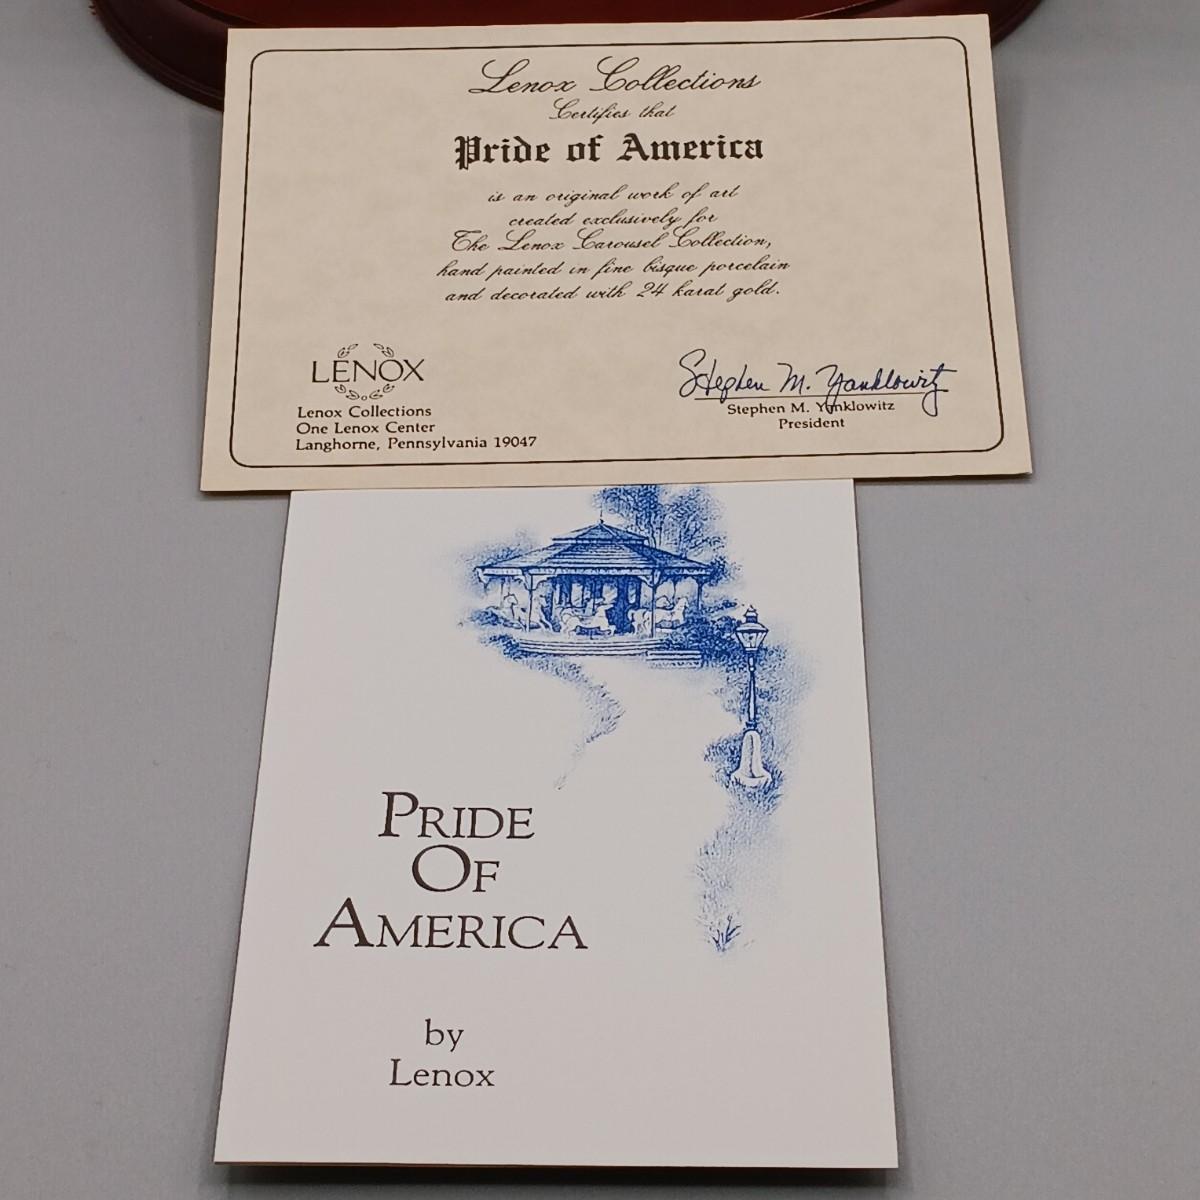 Lenox Collections
Certifies that
Pride of America
is an original work of art
created exclusively for
The Lenox Carousel Collection,
hand painted in fine bisque porcelain
and decorated with 24 karat gold.
LENOX
Lenox Collections
One Lenox Center
Langhorne, Pennsylvania 19047
Stephen M. Yanklowitz
Stephen M. Yanklowitz
President
PRIDE
OF
AMERICA
by
Lenox